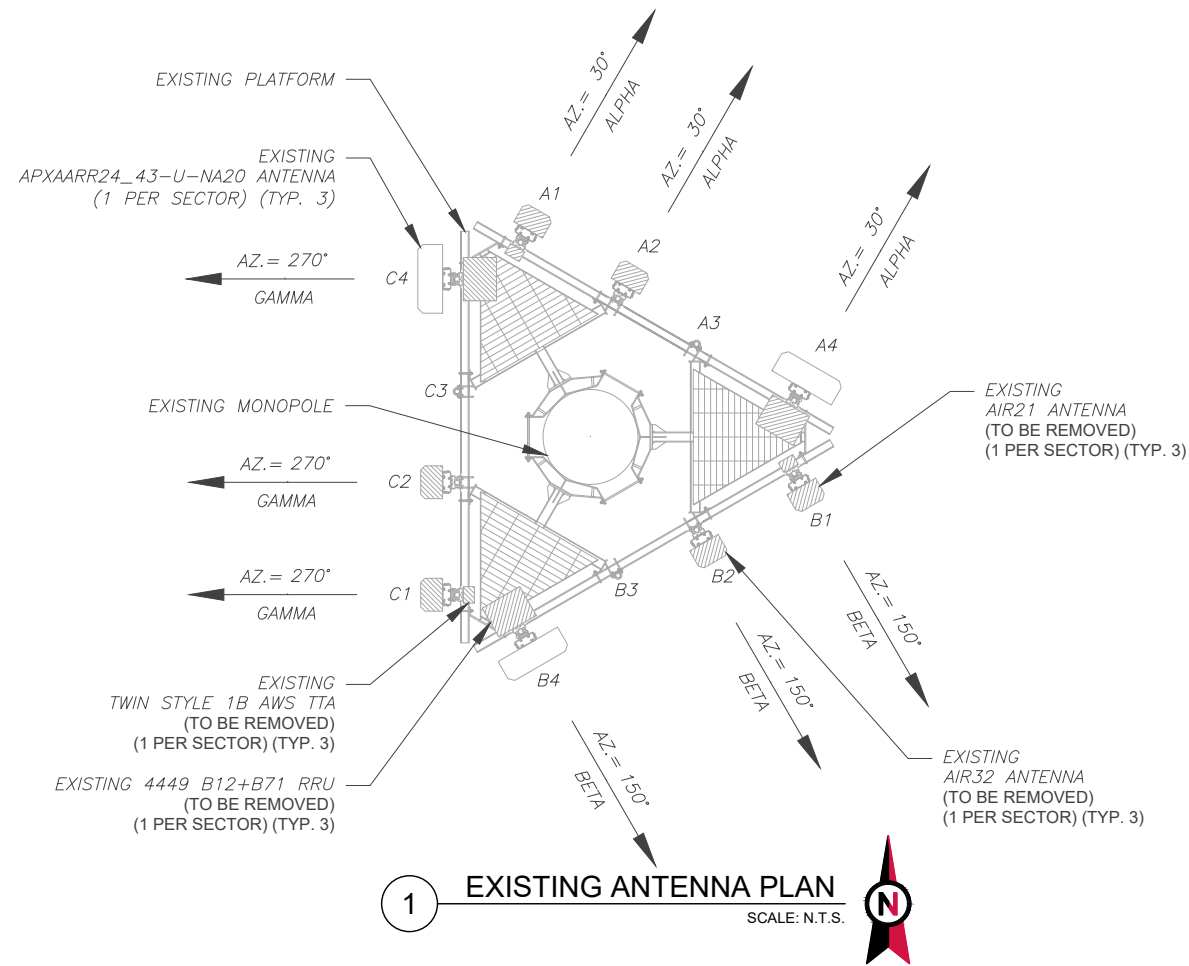 EXISTING PLATFORM
EXISTING
APXAARR24_43-U-NA20 ANTENNA
(1 PER SECTOR) (TYP. 3)
AZ.= 30°
ALPHA
AZ.= 30°
ALPHA
AZ.= 30°
ALPHA
A1
A2
A3
A4
AZ.= 270°
GAMMA
C4
C3
EXISTING MONOPOLE
AZ.= 270°
GAMMA
C2
AZ.= 270°
GAMMA
C1
EXISTING
AIR21 ANTENNA
(TO BE REMOVED)
(1 PER SECTOR) (TYP. 3)
B1
B2
B3
B4
AZ.= 150°
BETA
AZ.= 150°
BETA
AZ.= 150°
BETA
EXISTING
TWIN STYLE 1B AWS TTA
(TO BE REMOVED)
(1 PER SECTOR) (TYP. 3)
EXISTING 4449 B12+B71 RRU
(TO BE REMOVED)
(1 PER SECTOR) (TYP. 3)
EXISTING
AIR32 ANTENNA
(TO BE REMOVED)
(1 PER SECTOR) (TYP. 3)
1
EXISTING ANTENNA PLAN
SCALE: N.T.S.
N